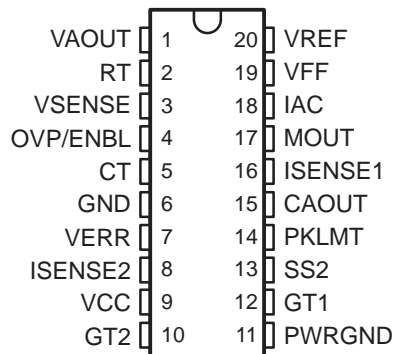 VAOUT 1 20 VREF
RT 2 19 VFF
VSENSE 3 18 IAC
OVP/ENBL 4 17 MOUT
CT 5 16 ISENSE1
GND 6 15 CAOUT
VERR 7 14 PKLMT
ISENSE2 8 13 SS2
VCC 9 12 GT1
GT2 10 11 PWRGND